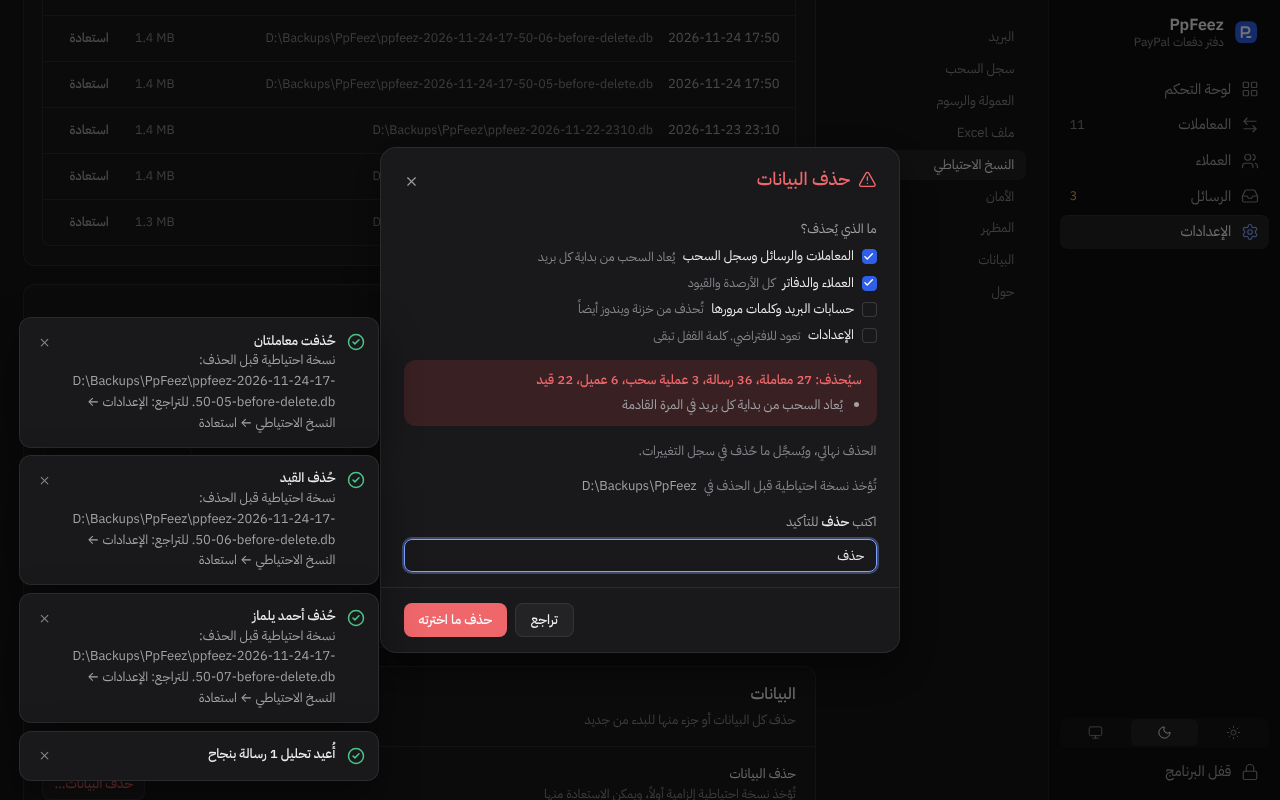 PpFeez
دفتر دفعات PayPal
لوحة التحكم
المعاملات 11
العملاء
الرسائل 3
الإعدادات
قفل البرنامج
البريد
سجل السحب
العمولة والرسوم
ملف Excel
النسخ الاحتياطي
الأمان
المظهر
البيانات
حول
2026-11-24 17:50 D:\Backups\PpFeez\ppfeez-2026-11-24-17-50-06-before-delete.db 1.4 MB استعادة
2026-11-24 17:50 D:\Backups\PpFeez\ppfeez-2026-11-24-17-50-05-before-delete.db 1.4 MB استعادة
2026-11-23 23:10 D:\Backups\PpFeez\ppfeez-2026-11-22-2310.db 1.4 MB استعادة
D 1.4 MB استعادة
D 1.3 MB استعادة
حذف البيانات
ما الذي يُحذف؟
المعاملات والرسائل وسجل السحب يُعاد السحب من بداية كل بريد
العملاء والدفاتر كل الأرصدة والقيود
حسابات البريد وكلمات مرورها تُحذف من خزنة ويندوز أيضاً
الإعدادات تعود للافتراضي. كلمة القفل تبقى
سيُحذف: 27 معاملة، 36 رسالة، 3 عملية سحب، 6 عميل، 22 قيد
• يُعاد السحب من بداية كل بريد في المرة القادمة
الحذف نهائي، ويُسجَّل ما حُذف في سجل التغييرات.
تُؤخذ نسخة احتياطية قبل الحذف في D:\Backups\PpFeez
اكتب حذف للتأكيد
حذف
تراجع
حذف ما اخترته
حُذفت معاملتان
نسخة احتياطية قبل الحذف:
D:\Backups\PpFeez\ppfeez-2026-11-24-17-
50-05-before-delete.db. للتراجع: الإعدادات ←
النسخ الاحتياطي ← استعادة
حُذف القيد
نسخة احتياطية قبل الحذف:
D:\Backups\PpFeez\ppfeez-2026-11-24-17-
50-06-before-delete.db. للتراجع: الإعدادات ←
النسخ الاحتياطي ← استعادة
حُذف أحمد يلماز
نسخة احتياطية قبل الحذف:
D:\Backups\PpFeez\ppfeez-2026-11-24-17-
50-07-before-delete.db. للتراجع: الإعدادات ←
النسخ الاحتياطي ← استعادة
أُعيد تحليل 1 رسالة بنجاح
البيانات
حذف كل البيانات أو جزء منها للبدء من جديد
حذف البيانات
تُؤخذ نسخة احتياطية إلزامية أولاً، ويمكن الاستعادة منها
حذف البيانات...